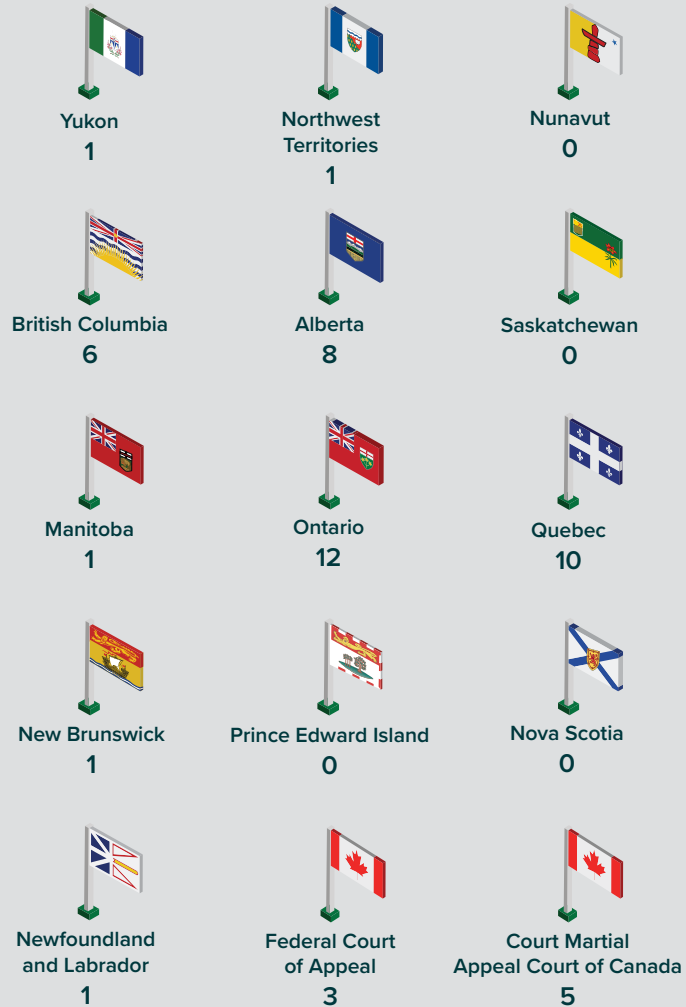 Yukon
1
Northwest
Territories
1
Nunavut
0
British Columbia
6
Alberta
8
Saskatchewan
0
Manitoba
1
Ontario
12
Quebec
10
New Brunswick
1
Prince Edward Island
0
Nova Scotia
0
Newfoundland
and Labrador
1
Federal Court
of Appeal
3
Court Martial
Appeal Court of Canada
5